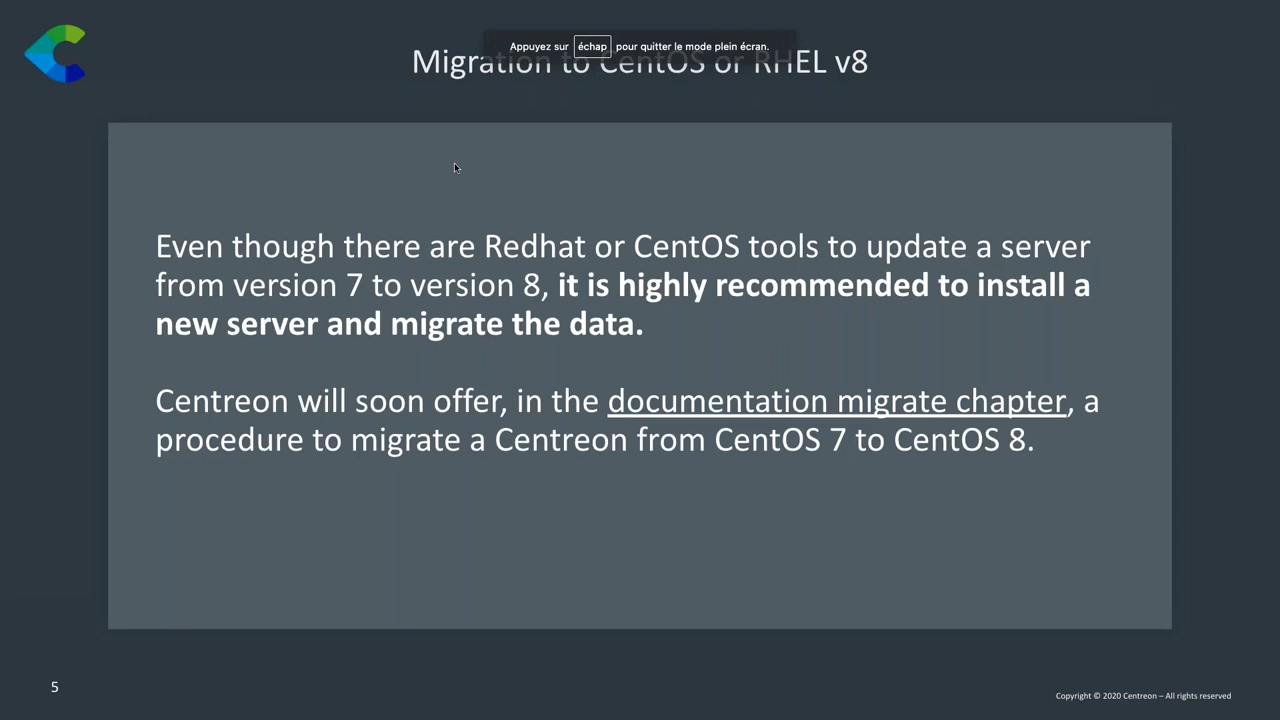 Appuyez sur échap pour quitter le mode plein écran.
Migration to CentOS or RHEL v8
Even though there are Redhat or CentOS tools to update a server
from version 7 to version 8, it is highly recommended to install a
new server and migrate the data.
Centreon will soon offer, in the documentation migrate chapter, a
procedure to migrate a Centreon from CentOS 7 to CentOS 8.
5
Copyright © 2020 Centreon – All rights reserved